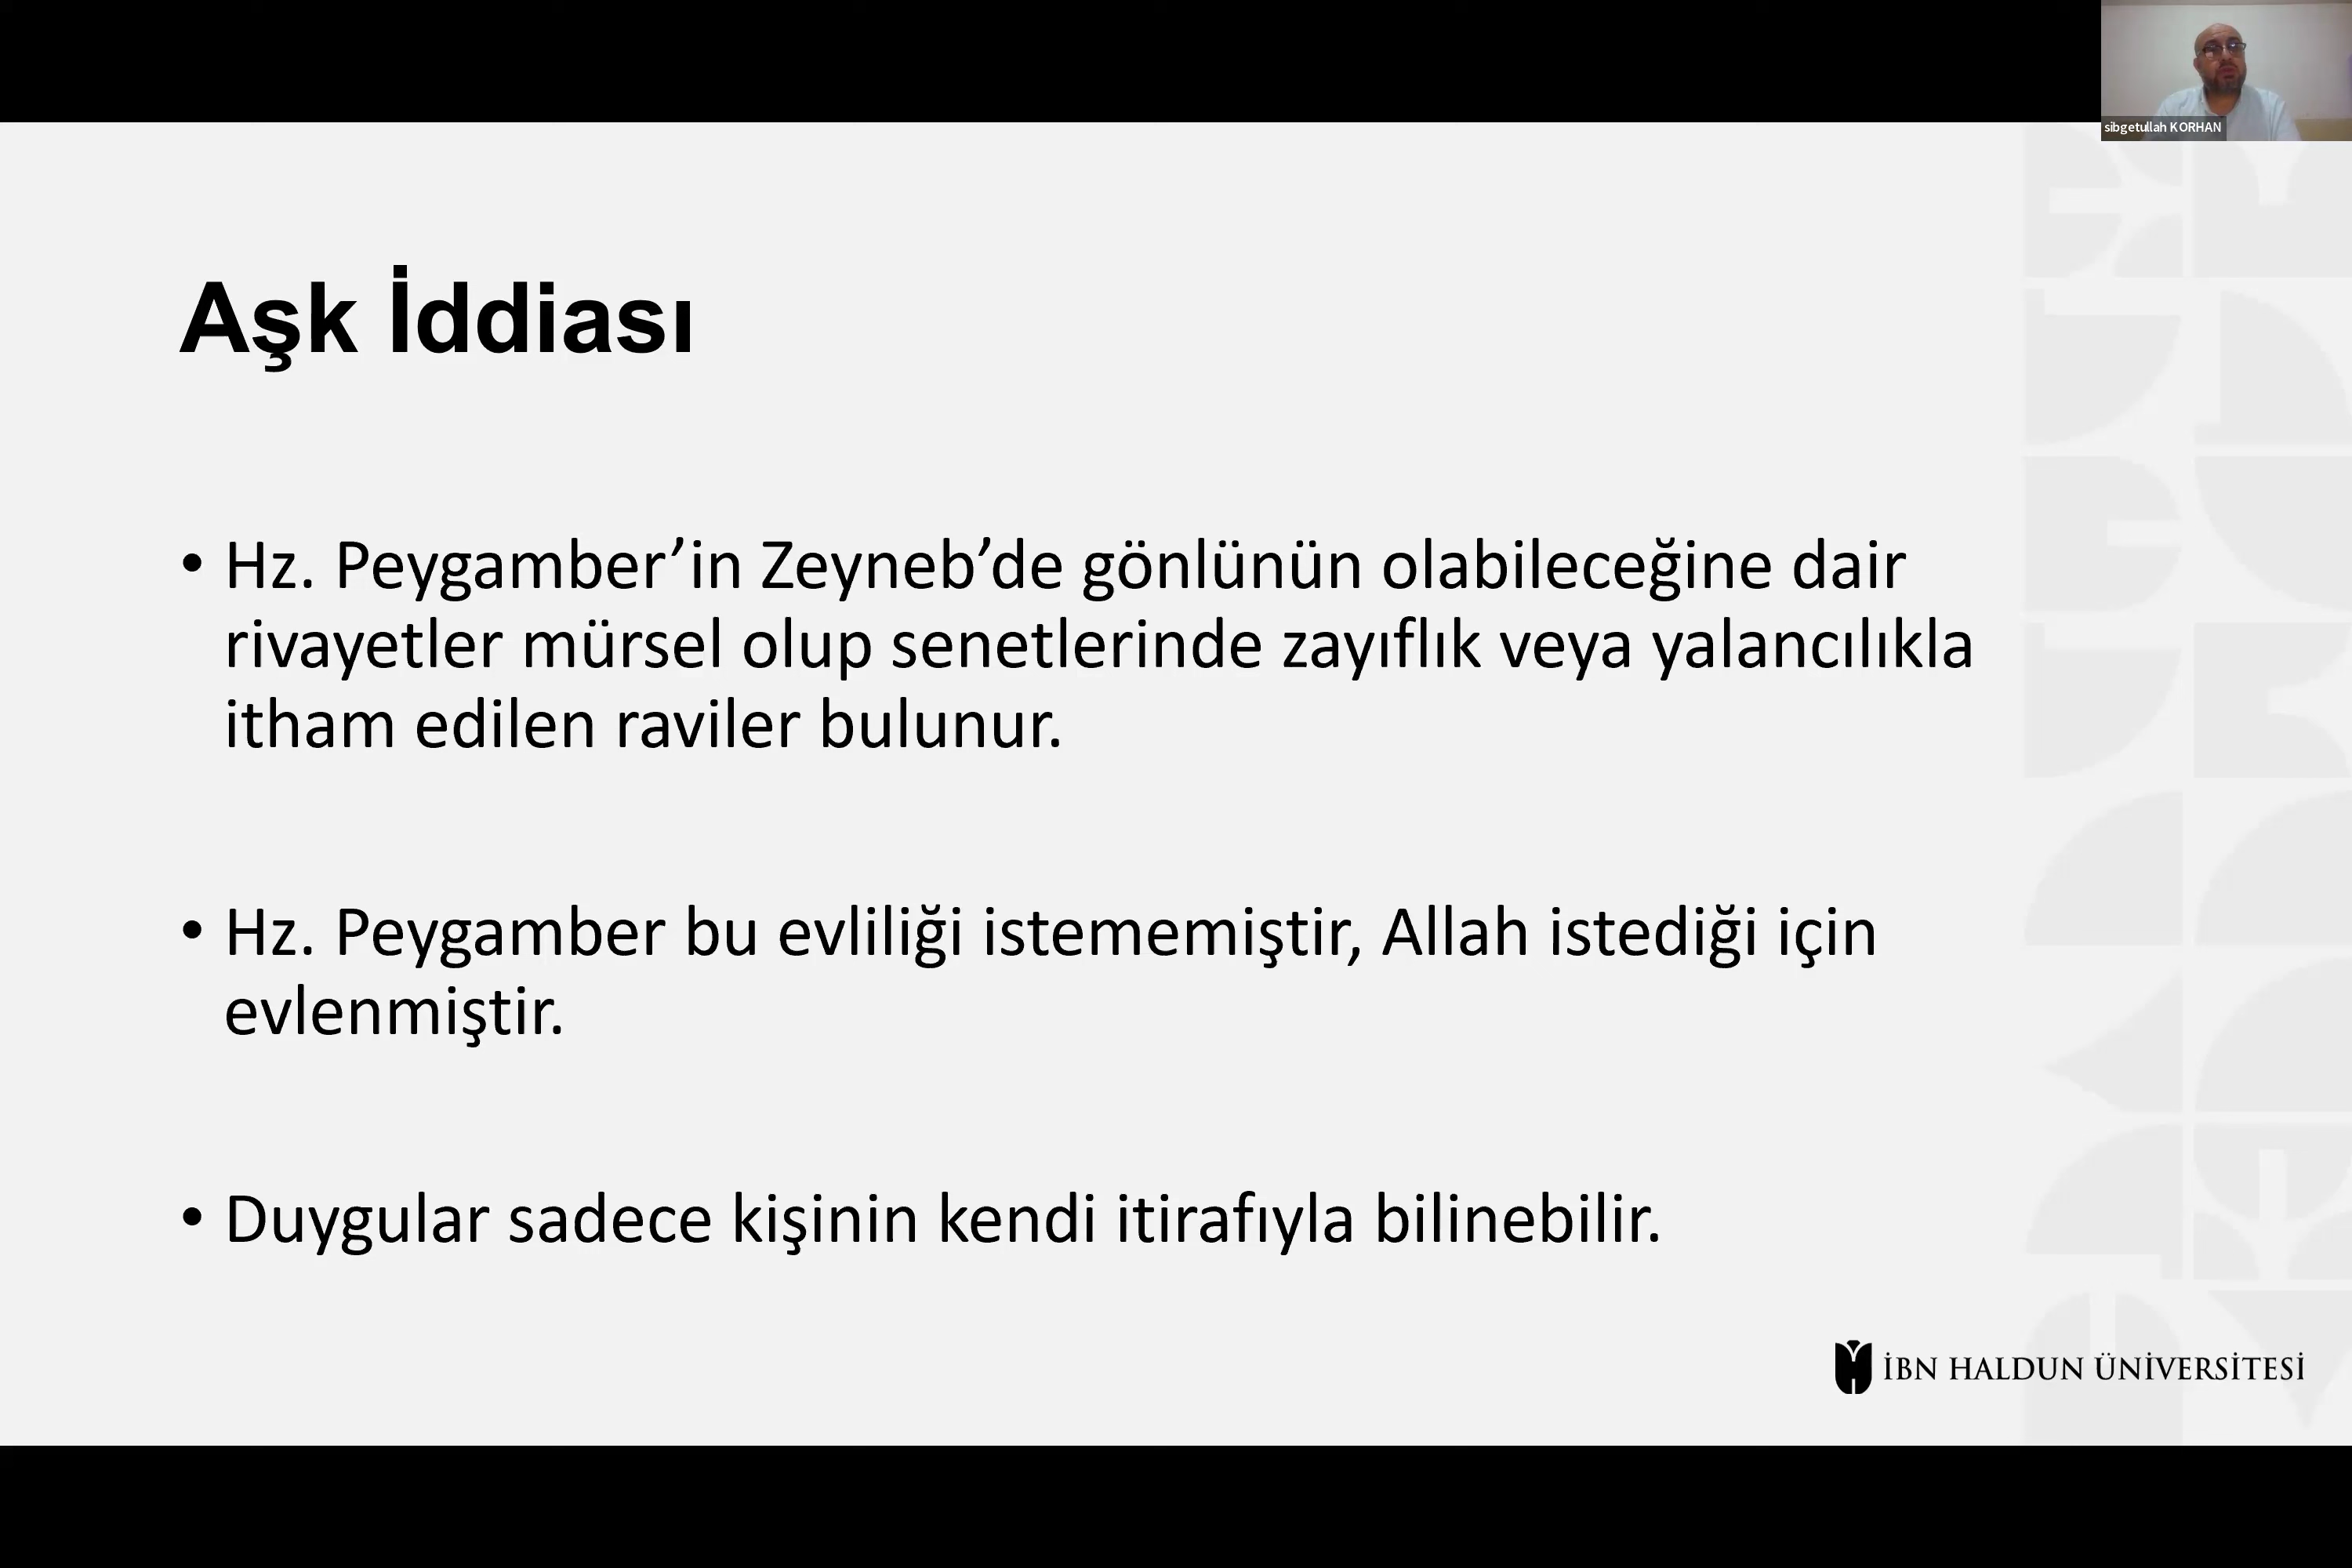 sibgetullah KORHAN
Aşk İddiası
• Hz. Peygamber’in Zeyneb’de gönlünün olabileceğine dair
rivayetler mürsel olup senetlerinde zayıflık veya yalancılıkla
itham edilen raviler bulunur.
• Hz. Peygamber bu evliliği istememiştir, Allah istediği için
evlenmiştir.
• Duygular sadece kişinin kendi itirafıyla bilinebilir.
İBN HALDUN ÜNİVERSİTESİ